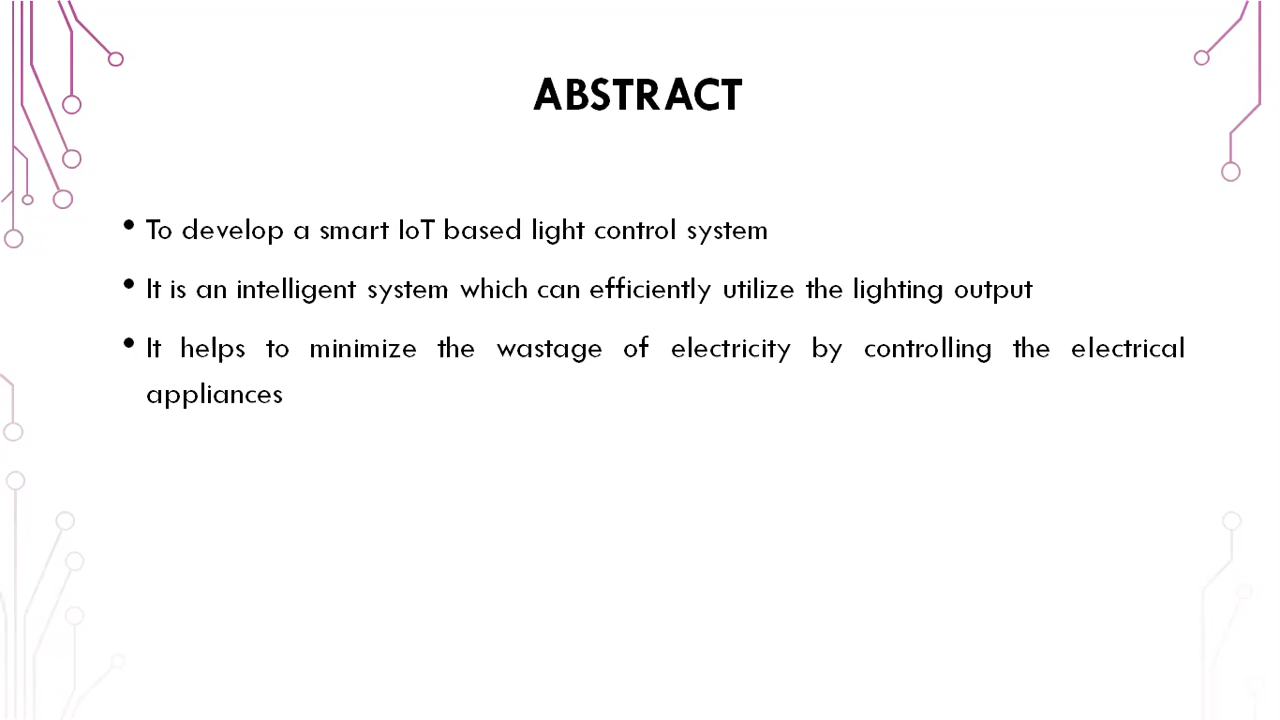 ABSTRACT
• To develop a smart IoT based light control system
• It is an intelligent system which can efficiently utilize the lighting output
• It helps to minimize the wastage of electricity by controlling the electrical
appliances